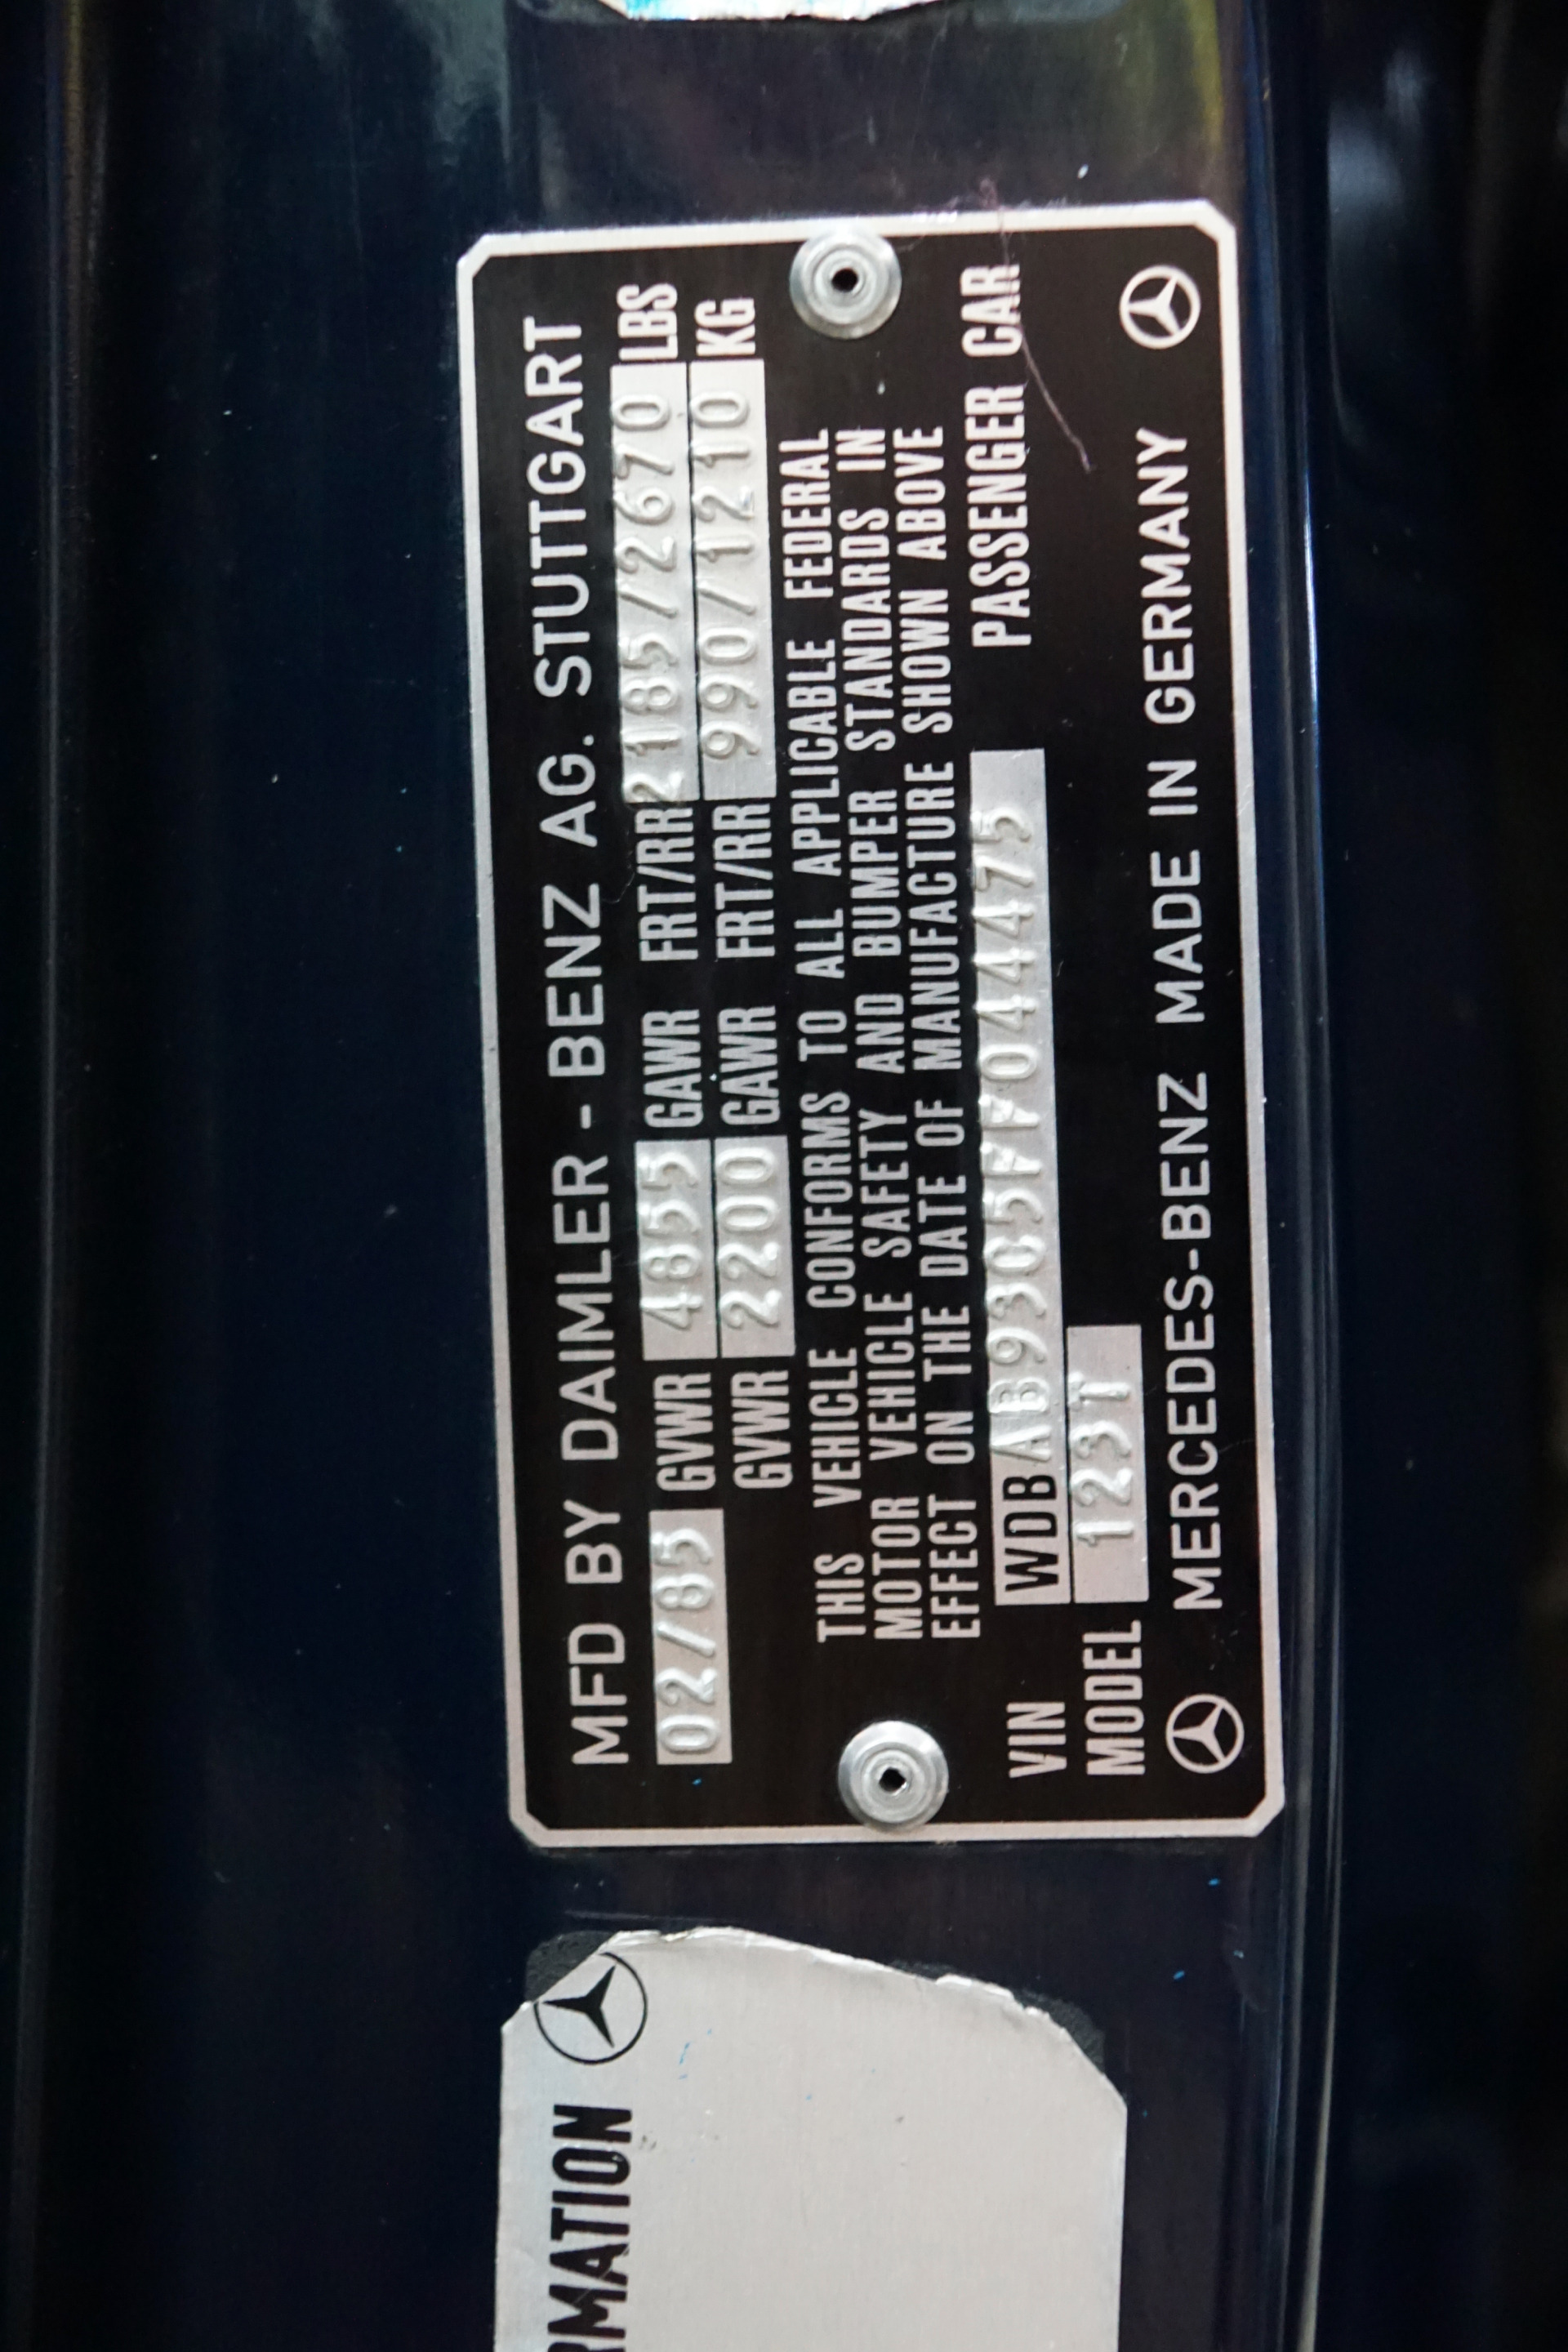 MFD BY DAIMLER - BENZ AG. STUTTGART
02/85 GVWR 4855 GAWR FRT/RR 2185/2670 LBS
GVWR 2200 GAWR FRT/RR 990/1210 KG
THIS VEHICLE CONFORMS TO ALL APPLICABLE FEDERAL
MOTOR VEHICLE SAFETY AND BUMPER STANDARDS IN
EFFECT ON THE DATE OF MANUFACTURE SHOWN ABOVE
VIN WDBAB93C5FF044475 PASSENGER CAR
MODEL 123T
MERCEDES-BENZ MADE IN GERMANY
RMATION